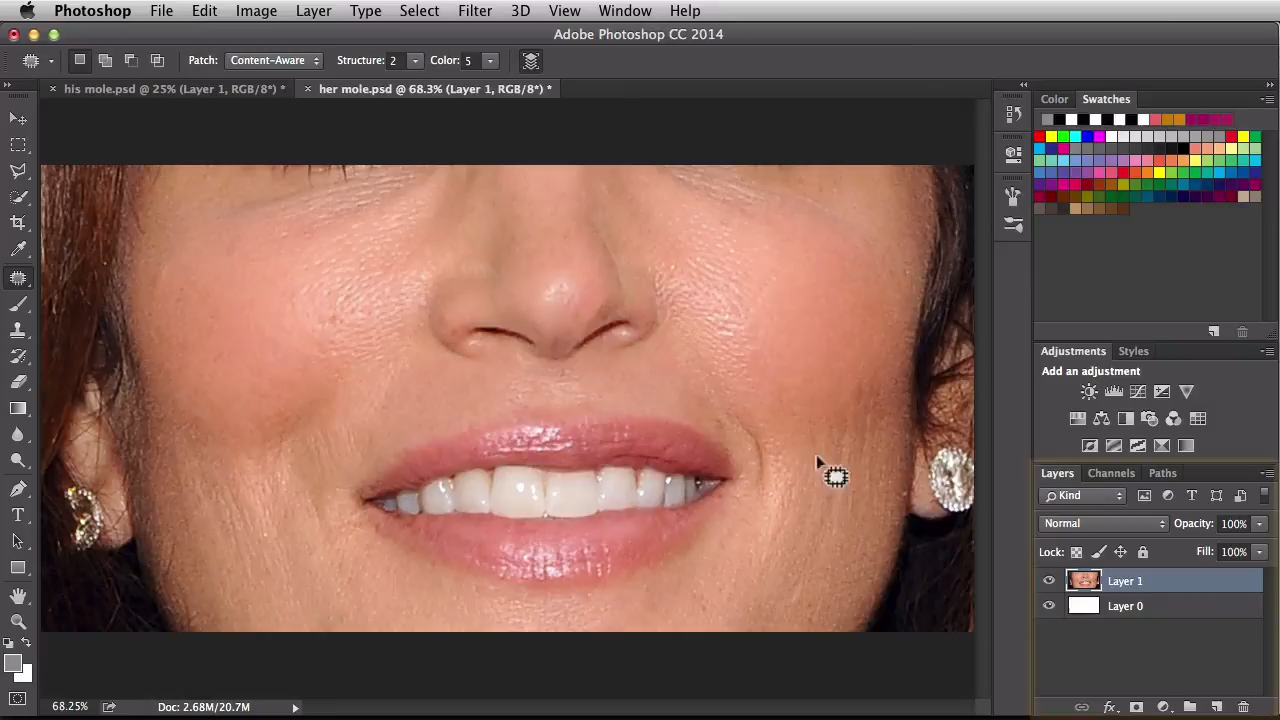 Photoshop File Edit Image Layer Type Select Filter 3D View Window Help
Adobe Photoshop CC 2014
Patch: Content-Aware Structure: 2 Color: 5
his mole.psd @ 25% (Layer 1, RGB/8*) * her mole.psd @ 68.3% (Layer 1, RGB/8*) *
Color Swatches
Adjustments Styles
Add an adjustment
Layers Channels Paths
Kind
Normal Opacity: 100%
Lock: Fill: 100%
Layer 1
Layer 0
68.25% Doc: 2.68M/20.7M